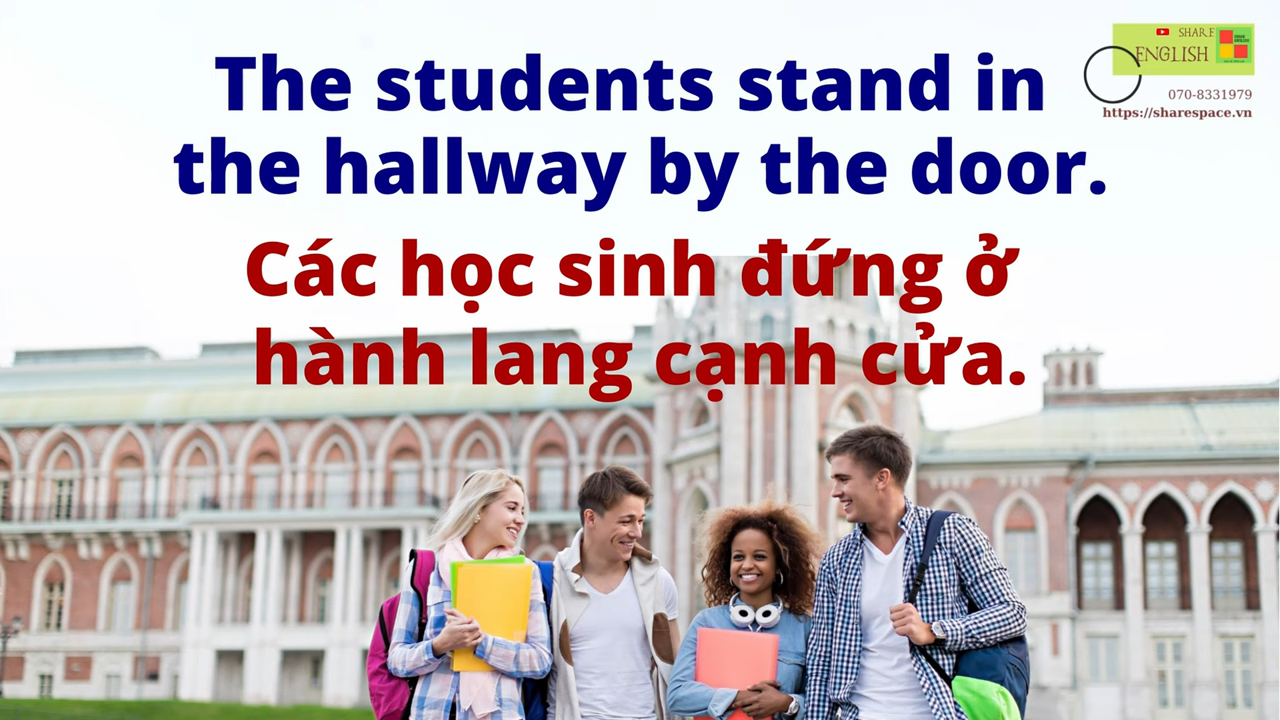 The students stand in
the hallway by the door.
Các học sinh đứng ở
hành lang cạnh cửa.
SHARE
ENGLISH
070-8331979
https://sharespace.vn